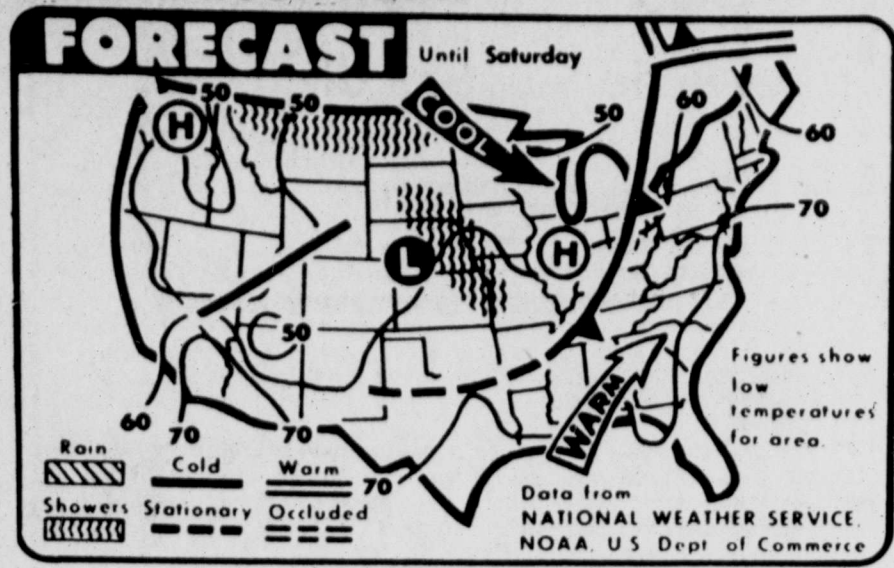 FORECAST Until Saturday
50 50 COOL 50 60
H
60
70
L H
50
Figures show
low
temperatures
for area.
WARM
60 70 70
70
Rain Cold Warm
Showers Stationary Occluded
Data from
NATIONAL WEATHER SERVICE,
NOAA, U S Dept of Commerce